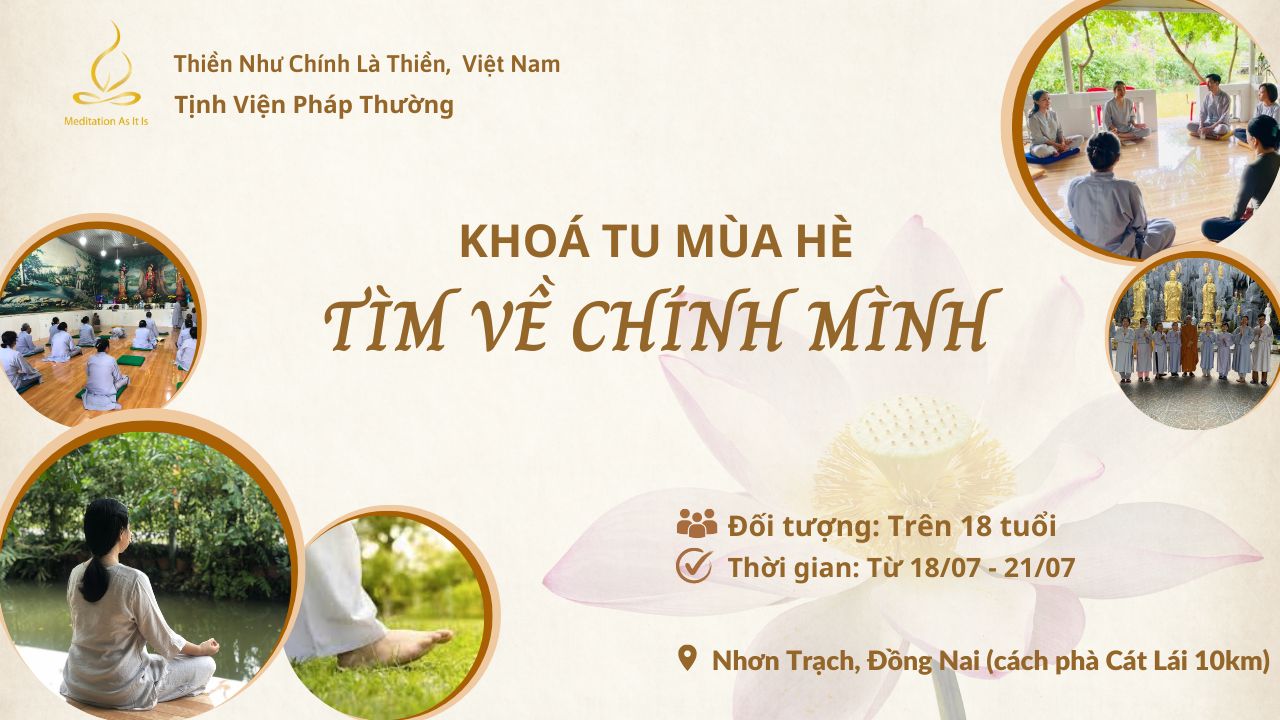 Meditation As It Is
Thiền Như Chính Là Thiền, Việt Nam
Tịnh Viện Pháp Thường
KHOÁ TU MÙA HÈ
TÌM VỀ CHÍNH MÌNH
Đối tượng: Trên 18 tuổi
Thời gian: Từ 18/07 - 21/07
Nhơn Trạch, Đồng Nai (cách phà Cát Lái 10km)